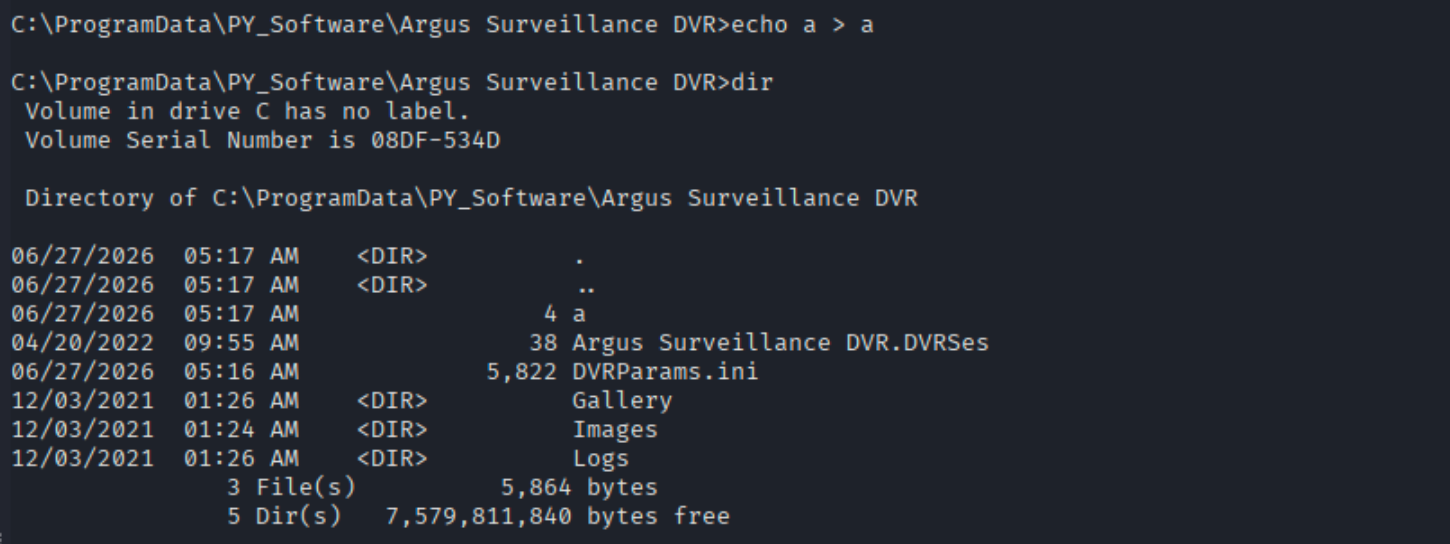 C:\ProgramData\PY_Software\Argus Surveillance DVR>echo a > a
C:\ProgramData\PY_Software\Argus Surveillance DVR>dir
 Volume in drive C has no label.
 Volume Serial Number is 08DF-534D
 Directory of C:\ProgramData\PY_Software\Argus Surveillance DVR
06/27/2026  05:17 AM    <DIR>          .
06/27/2026  05:17 AM    <DIR>          ..
06/27/2026  05:17 AM                 4 a
04/20/2022  09:55 AM                38 Argus Surveillance DVR.DVRSes
06/27/2026  05:16 AM             5,822 DVRParams.ini
12/03/2021  01:26 AM    <DIR>          Gallery
12/03/2021  01:24 AM    <DIR>          Images
12/03/2021  01:26 AM    <DIR>          Logs
               3 File(s)          5,864 bytes
               5 Dir(s)   7,579,811,840 bytes free